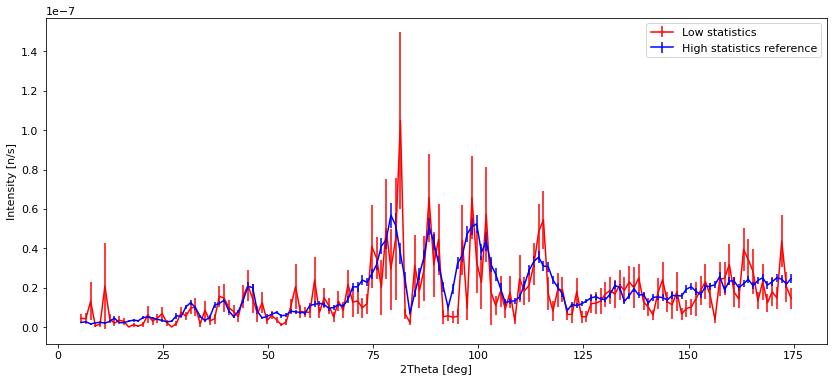 1e−7
Low statistics
High statistics reference
1.4
1.2
1.0
0.8
0.6
0.4
0.2
0.0
Intensity [n/s]
0 25 50 75 100 125 150 175
2Theta [deg]